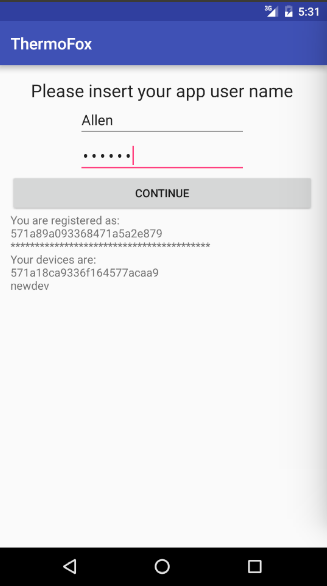 3G 5:31
ThermoFox
Please insert your app user name
Allen
••••••
CONTINUE
You are registered as:
571a89a093368471a5a2e879
*****************************************
Your devices are:
571a18ca9336f164577acaa9
newdev